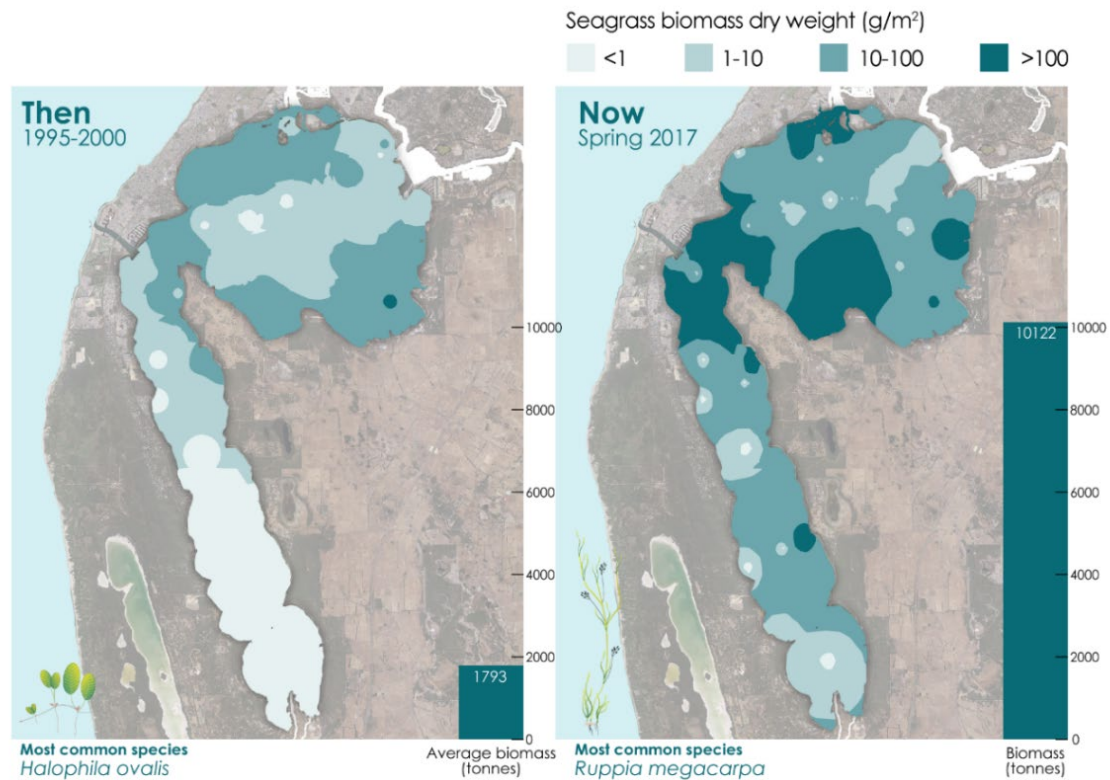 Seagrass biomass dry weight (g/m²)
<1
1-10
10-100
>100
Then
1995-2000
1793
Most common species
Halophila ovalis
Average biomass
(tonnes)
10000
8000
6000
4000
2000
0
Now
Spring 2017
10122
Most common species
Ruppia megacarpa
Biomass
(tonnes)
10000
8000
6000
4000
2000
0